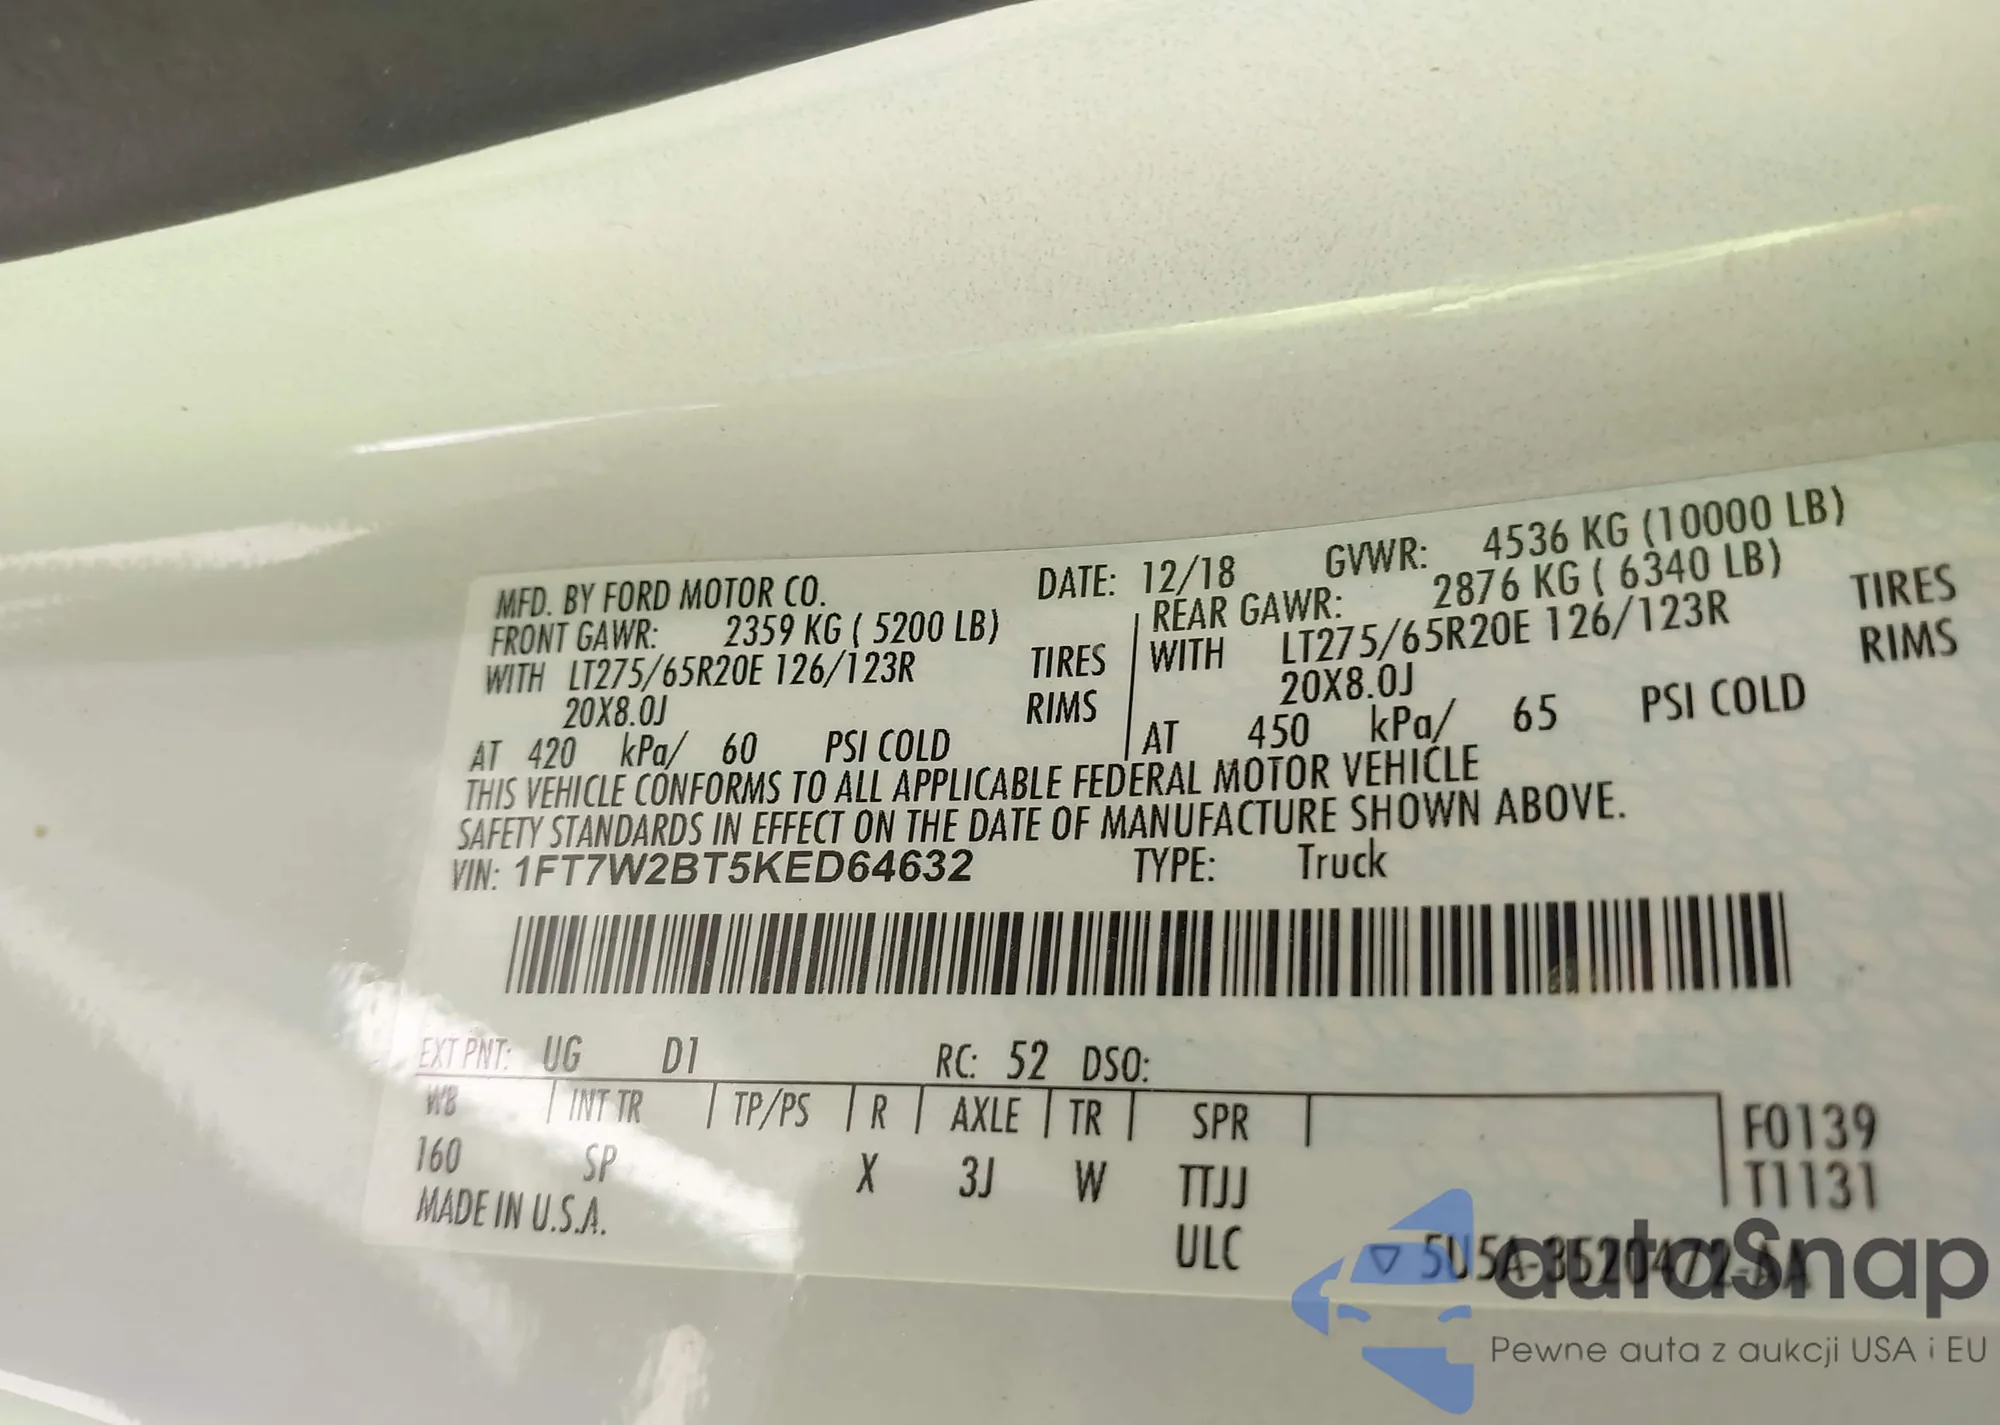 MFD. BY FORD MOTOR CO. DATE: 12/18 GVWR: 4536 KG (10000 LB)
FRONT GAWR: 2359 KG ( 5200 LB) REAR GAWR: 2876 KG ( 6340 LB)
WITH LT275/65R20E 126/123R TIRES WITH LT275/65R20E 126/123R TIRES
20X8.0J RIMS 20X8.0J RIMS
AT 420 kPa/ 60 PSI COLD AT 450 kPa/ 65 PSI COLD
THIS VEHICLE CONFORMS TO ALL APPLICABLE FEDERAL MOTOR VEHICLE
SAFETY STANDARDS IN EFFECT ON THE DATE OF MANUFACTURE SHOWN ABOVE.
VIN: 1FT7W2BT5KED64632 TYPE: Truck
EXT PNT: UG D1 RC: 52 DSO:
WB INT TR TP/PS R AXLE TR SPR F0139
160 SP X 3J W TTJJ T1131
MADE IN U.S.A. ULC ▽ 5U5A-3520472-AA
autaSnap
Pewne auta z aukcji USA i EU